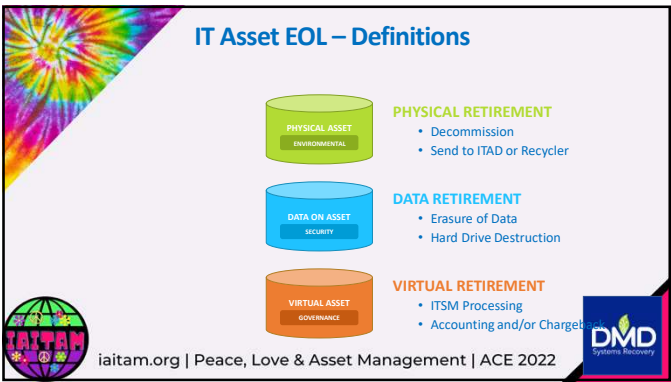 IT Asset EOL – Definitions
PHYSICAL ASSET
ENVIRONMENTAL
PHYSICAL RETIREMENT
• Decommission
• Send to ITAD or Recycler
DATA ON ASSET
SECURITY
DATA RETIREMENT
• Erasure of Data
• Hard Drive Destruction
VIRTUAL ASSET
GOVERNANCE
VIRTUAL RETIREMENT
• ITSM Processing
• Accounting and/or Chargeback
IAITAM
iaitam.org | Peace, Love & Asset Management | ACE 2022
DMD
Systems Recovery